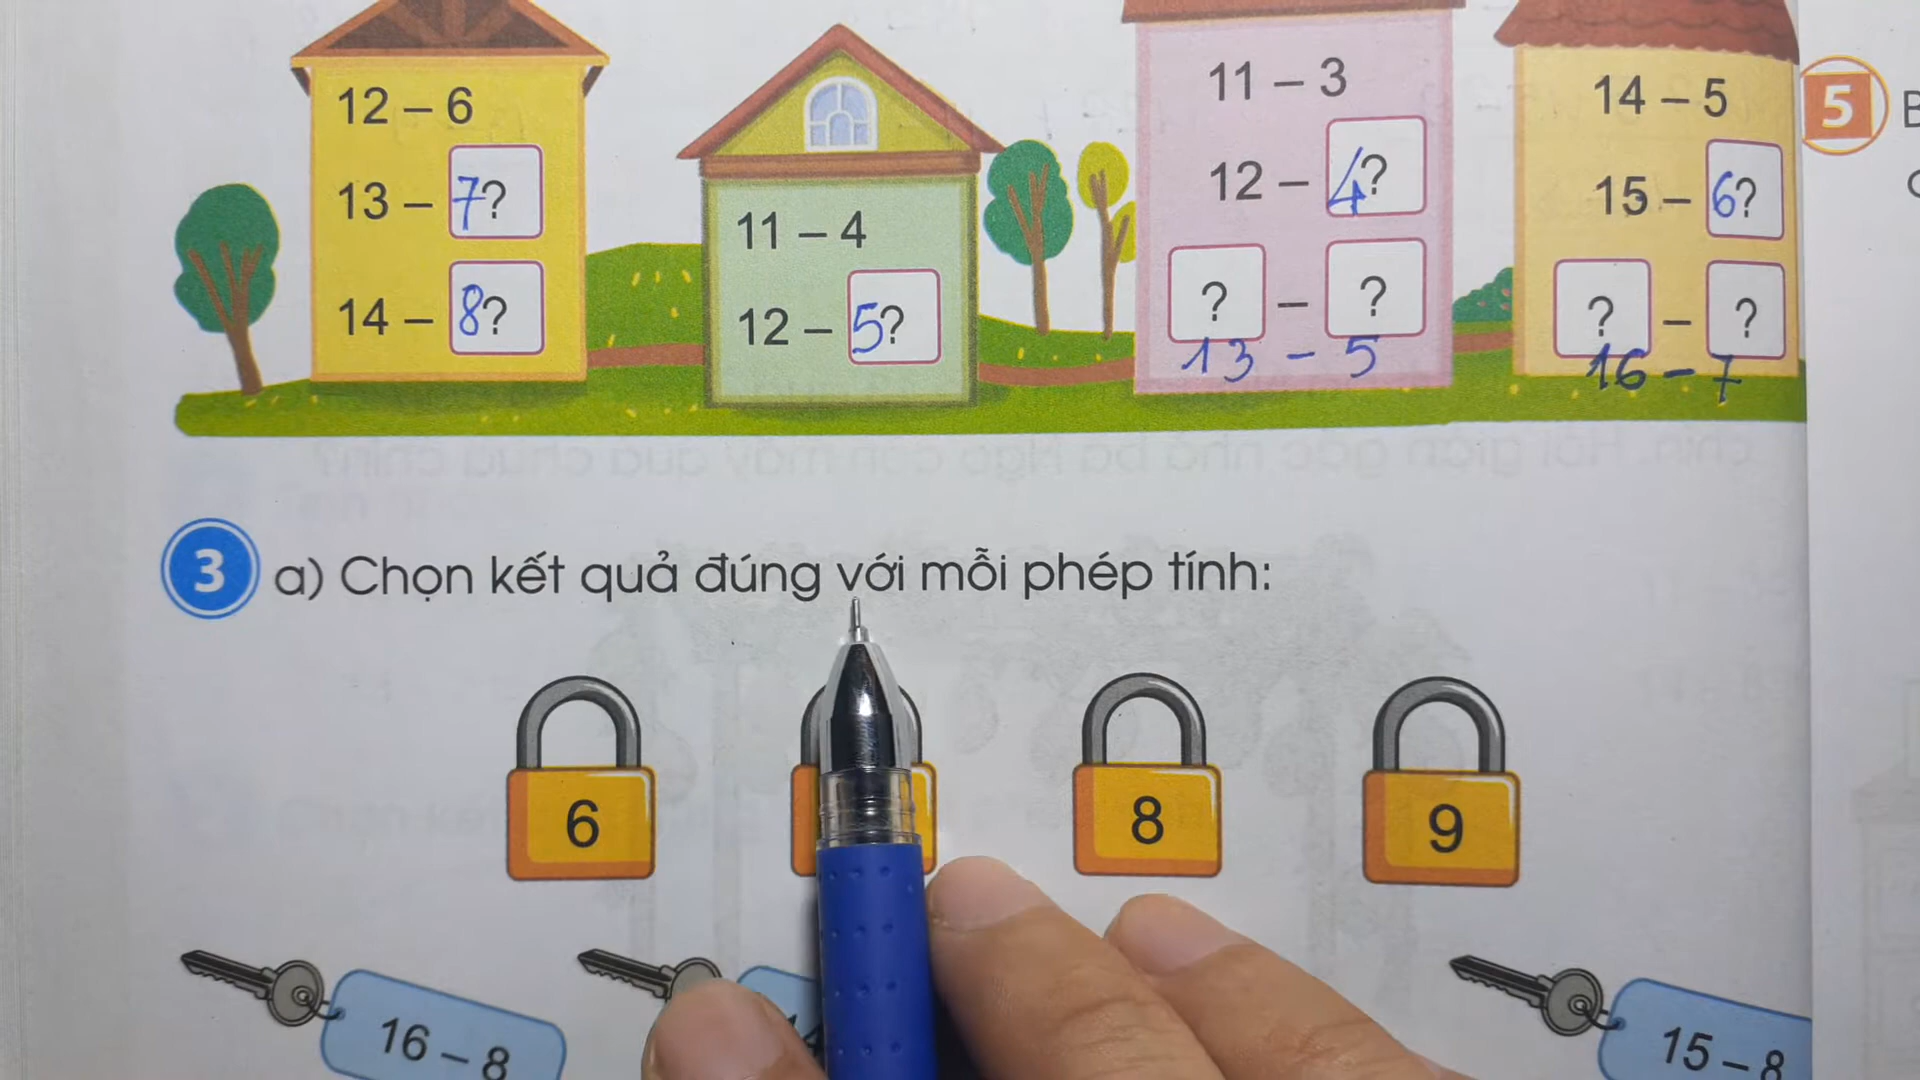 12 – 6
13 – 7?
14 – 8?
11 – 4
12 – 5?
11 – 3
12 – 4?
? – ?
13 – 5
14 – 5
15 – 6?
? – ?
16 – 7
5
3 a) Chọn kết quả đúng với mỗi phép tính:
6 8 9
16 – 8
15 – 8